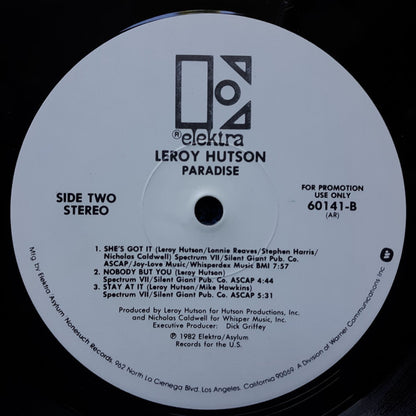 ® elektra
LEROY HUTSON
PARADISE
SIDE TWO
STEREO
FOR PROMOTION
USE ONLY
60141-B
(AR)
1. SHE'S GOT IT (Leroy Hutson/Lonnie Reaves/Stephen Harris/
Nicholas Caldwell) Spectrum VII/Silent Giant Pub. Co.
ASCAP/Joy-Love Music/Whisperdex Music BMI 7:57
2. NOBODY BUT YOU (Leroy Hutson)
Spectrum VII/Silent Giant Pub. Co. ASCAP 4:44
3. STAY AT IT (Leroy Hutson/Mike Hawkins)
Spectrum VII/Silent Giant Pub. Co. ASCAP 5:31
Produced by Leroy Hutson for Hutson Productions, Inc.
and Nicholas Caldwell for Whisper Music, Inc.
Executive Producer: Dick Griffey
℗ 1982 Elektra/Asylum
Records for the U.S.
Mfg. by Elektra/Asylum/Nonesuch Records, 962 North La Cienega Blvd. Los Angeles, California 90069. A Division of Warner Communications Inc.